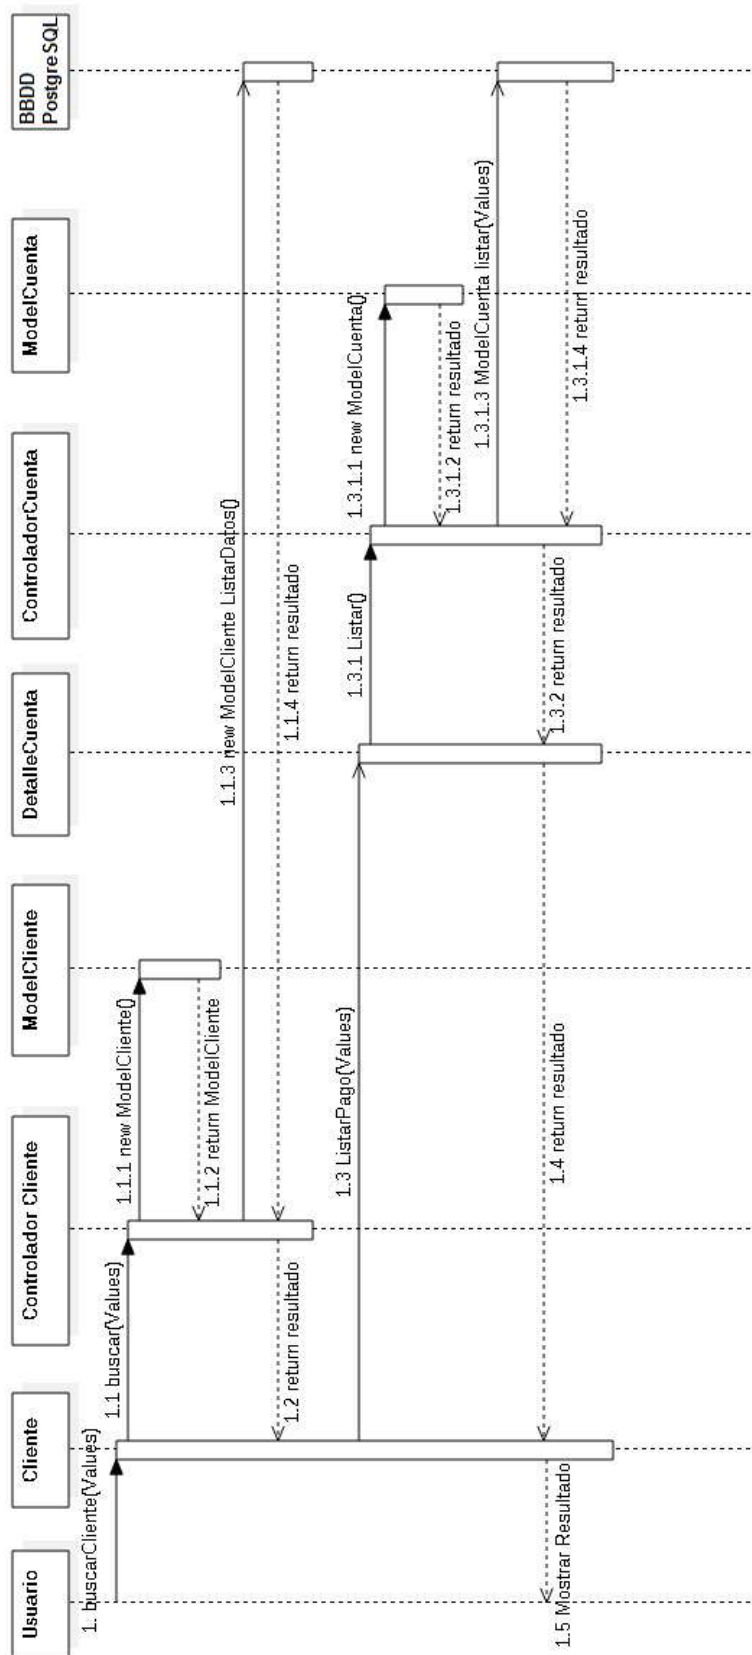 Usuario
Cliente
Controlador Cliente
ModelCliente
DetalleCuenta
ControladorCuenta
ModelCuenta
BBDD
PostgreSQL
1. buscarCliente(Values)
1.1 buscar(Values)
1.1.1 new ModelCliente()
1.1.2 return ModelCliente
1.1.3 new ModelCliente ListarDatos()
1.1.4 return resultado
1.2 return resultado
1.3 ListarPago(Values)
1.3.1 Listar()
1.3.1.1 new ModelCuenta()
1.3.1.2 return resultado
1.3.1.3 ModelCuenta listar(Values)
1.3.1.4 return resultado
1.3.2 return resultado
1.4 return resultado
1.5 Mostrar Resultado